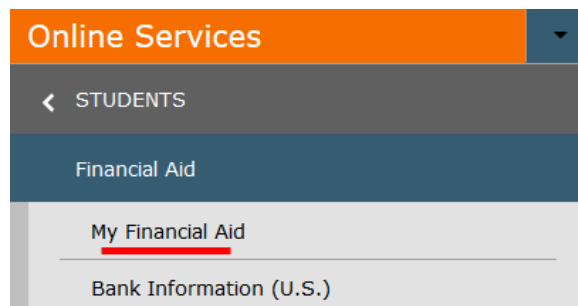 Online Services
STUDENTS
Financial Aid
My Financial Aid
Bank Information (U.S.)